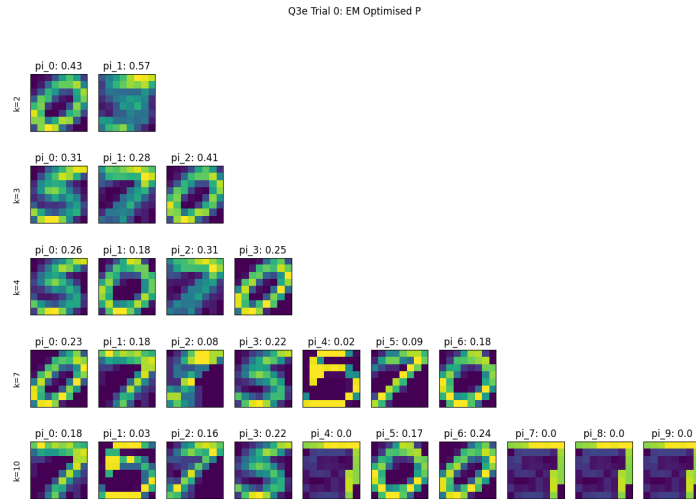 Q3e Trial 0: EM Optimised P
pi_0: 0.43 pi_1: 0.57
k=2
pi_0: 0.31 pi_1: 0.28 pi_2: 0.41
k=3
pi_0: 0.26 pi_1: 0.18 pi_2: 0.31 pi_3: 0.25
k=4
pi_0: 0.23 pi_1: 0.18 pi_2: 0.08 pi_3: 0.22 pi_4: 0.02 pi_5: 0.09 pi_6: 0.18
k=7
pi_0: 0.18 pi_1: 0.03 pi_2: 0.16 pi_3: 0.22 pi_4: 0.0 pi_5: 0.17 pi_6: 0.24 pi_7: 0.0 pi_8: 0.0 pi_9: 0.0
k=10